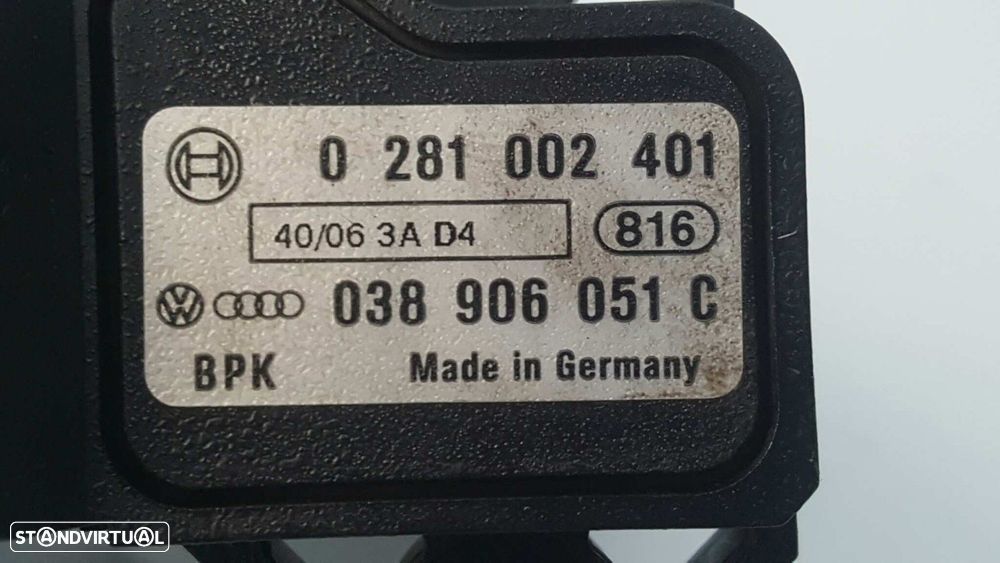 0 281 002 401
40/06 3A D4
816
038 906 051 C
BPK Made in Germany
STANDVIRTUAL